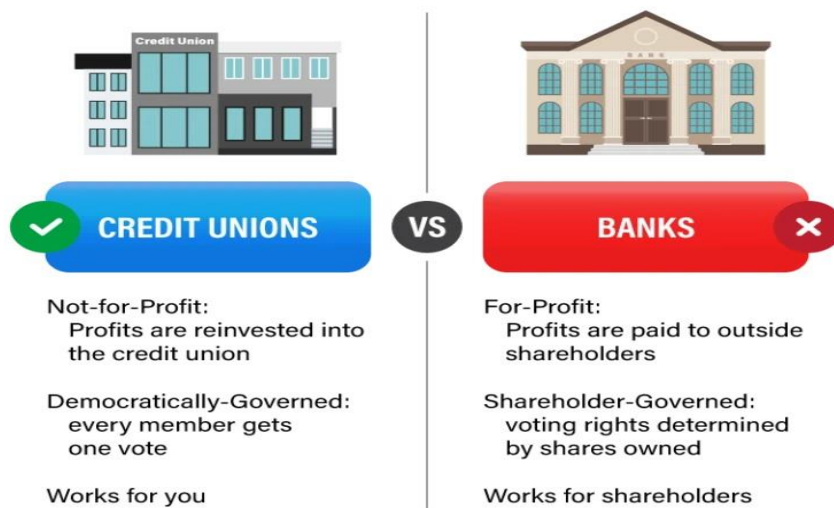 Credit Union
BANK
CREDIT UNIONS
VS
BANKS
Not-for-Profit:
Profits are reinvested into
the credit union
Democratically-Governed:
every member gets
one vote
Works for you
For-Profit:
Profits are paid to outside
shareholders
Shareholder-Governed:
voting rights determined
by shares owned
Works for shareholders